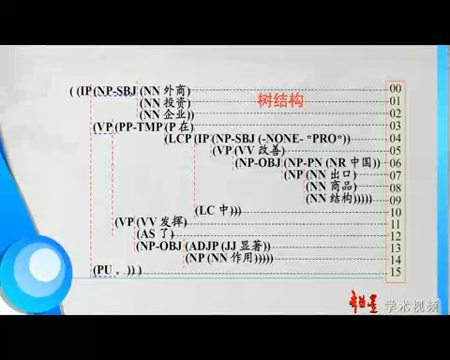 ( (IP (NP-SBJ (NN 外商) 00
树结构
(NN 投资) 01
(NN 企业)) 02
(VP (PP-TMP (P 在) 03
(LCP (IP (NP-SBJ (-NONE- *PRO*)) 04
(VP (VV 改善) 05
(NP-OBJ (NP-PN (NR 中国)) 06
(NP (NN 出口) 07
(NN 商品) 08
(NN 结构))))) 09
(LC 中))) 10
(VP (VV 发挥) 11
(AS 了) 12
(NP-OBJ (ADJP (JJ 显著)) 13
(NP (NN 作用))))) 14
(PU 。)) ) 15
学术视频